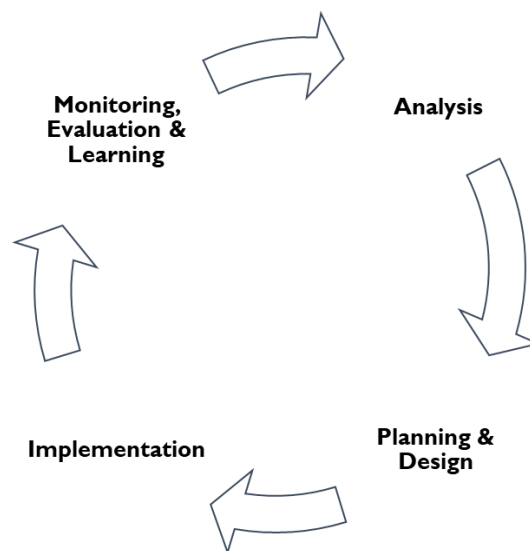 Monitoring,
Evaluation &
Learning
Analysis
Implementation
Planning &
Design